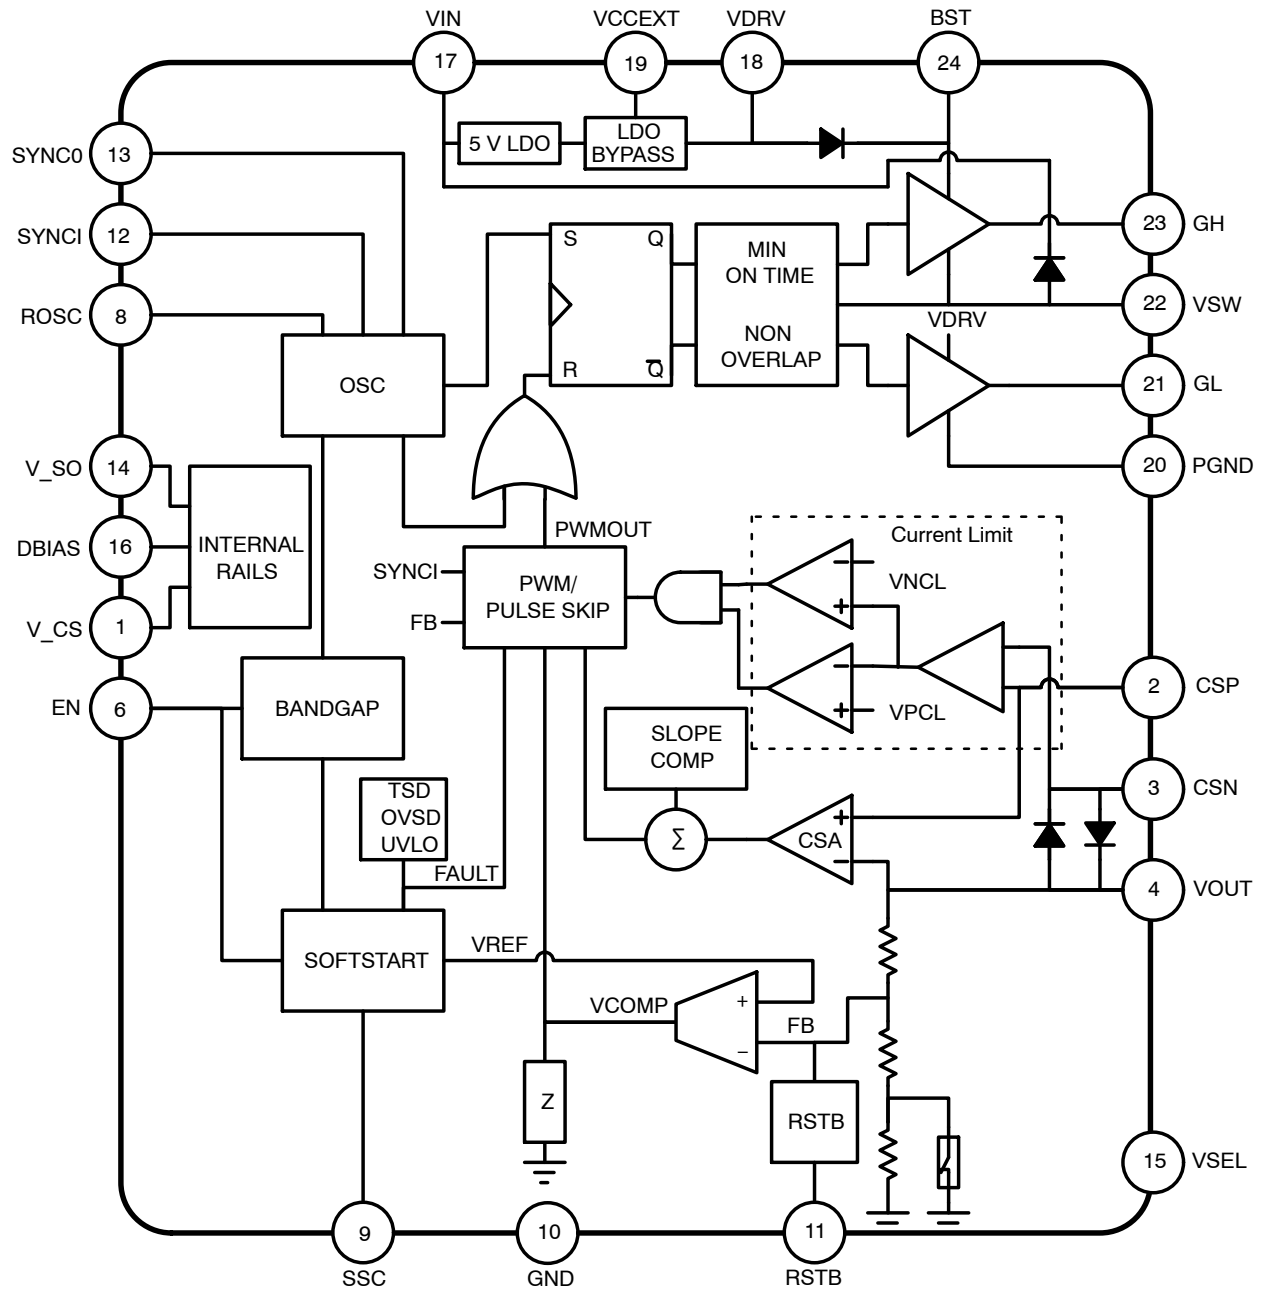 VIN
VCCEXT
VDRV
BST
17
19
18
24
SYNC0
13
5 V LDO
LDO
BYPASS
SYNCI
12
23
GH
S
Q
MIN
ON TIME
ROSC
8
22
VSW
VDRV
NON
OVERLAP
R
Q̅
OSC
21
GL
V_SO
14
20
PGND
DBIAS
16
INTERNAL
RAILS
PWMOUT
Current Limit
SYNCI
PWM/
PULSE SKIP
−
VNCL
+
FB
V_CS
1
−
VPCL
+
2
CSP
EN
6
BANDGAP
SLOPE
COMP
TSD
OVSD
UVLO
3
CSN
Σ
CSA
+
−
FAULT
4
VOUT
SOFTSTART
VREF
VCOMP
+
−
FB
Z
RSTB
15
VSEL
9
10
11
SSC
GND
RSTB